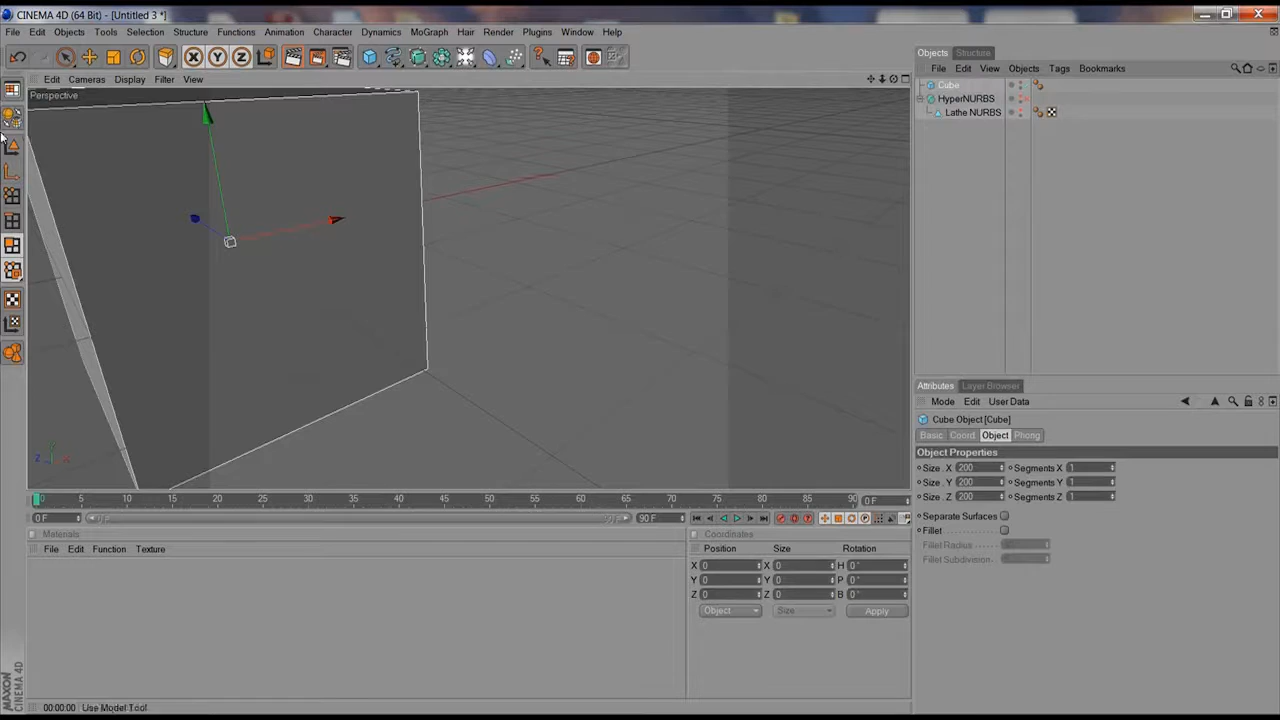 CINEMA 4D (64 Bit) - [Untitled 3 *]
File Edit Objects Tools Selection Structure Functions Animation Character Dynamics MoGraph Hair Render Plugins Window Help
X Y Z
Edit Cameras Display Filter View
Perspective
Y
Z X
0 5 10 15 20 25 30 35 40 45 50 55 60 65 70 75 80 85 90 0 F
0 F 0 F 90 F 90 F
Materials
File Edit Function Texture
Coordinates
Position Size Rotation
X 0 X 0 H 0 °
Y 0 Y 0 P 0 °
Z 0 Z 0 B 0 °
Object Size Apply
MAXON
CINEMA 4D
00:00:00 Use Model Tool
Objects Structure
File Edit View Objects Tags Bookmarks
Cube
HyperNURBS
Lathe NURBS
Attributes Layer Browser
Mode Edit User Data
Cube Object [Cube]
Basic Coord. Object Phong
Object Properties
Size . X 200 Segments X 1
Size . Y 200 Segments Y 1
Size . Z 200 Segments Z 1
Separate Surfaces
Fillet
Fillet Radius
Fillet Subdivision